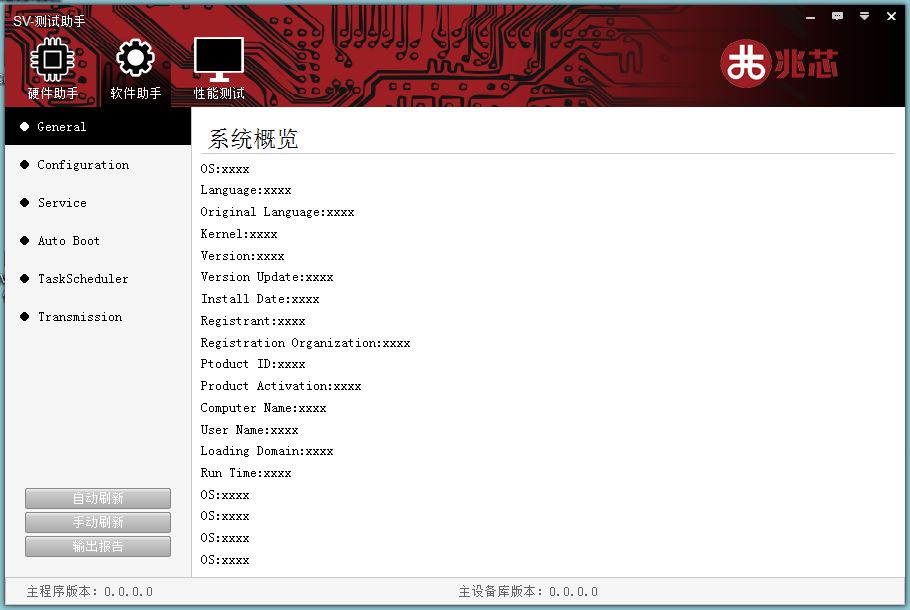 SV-测试助手
硬件助手 软件助手 性能测试
兆芯
General
Configuration
Service
Auto Boot
TaskScheduler
Transmission
自动刷新
手动刷新
输出报告
系统概览
OS:xxxx
Language:xxxx
Original Language:xxxx
Kernel:xxxx
Version:xxxx
Version Update:xxxx
Install Date:xxxx
Registrant:xxxx
Registration Organization:xxxx
Ptoduct ID:xxxx
Product Activation:xxxx
Computer Name:xxxx
User Name:xxxx
Loading Domain:xxxx
Run Time:xxxx
OS:xxxx
OS:xxxx
OS:xxxx
OS:xxxx
主程序版本：0.0.0.0 主设备库版本：0.0.0.0